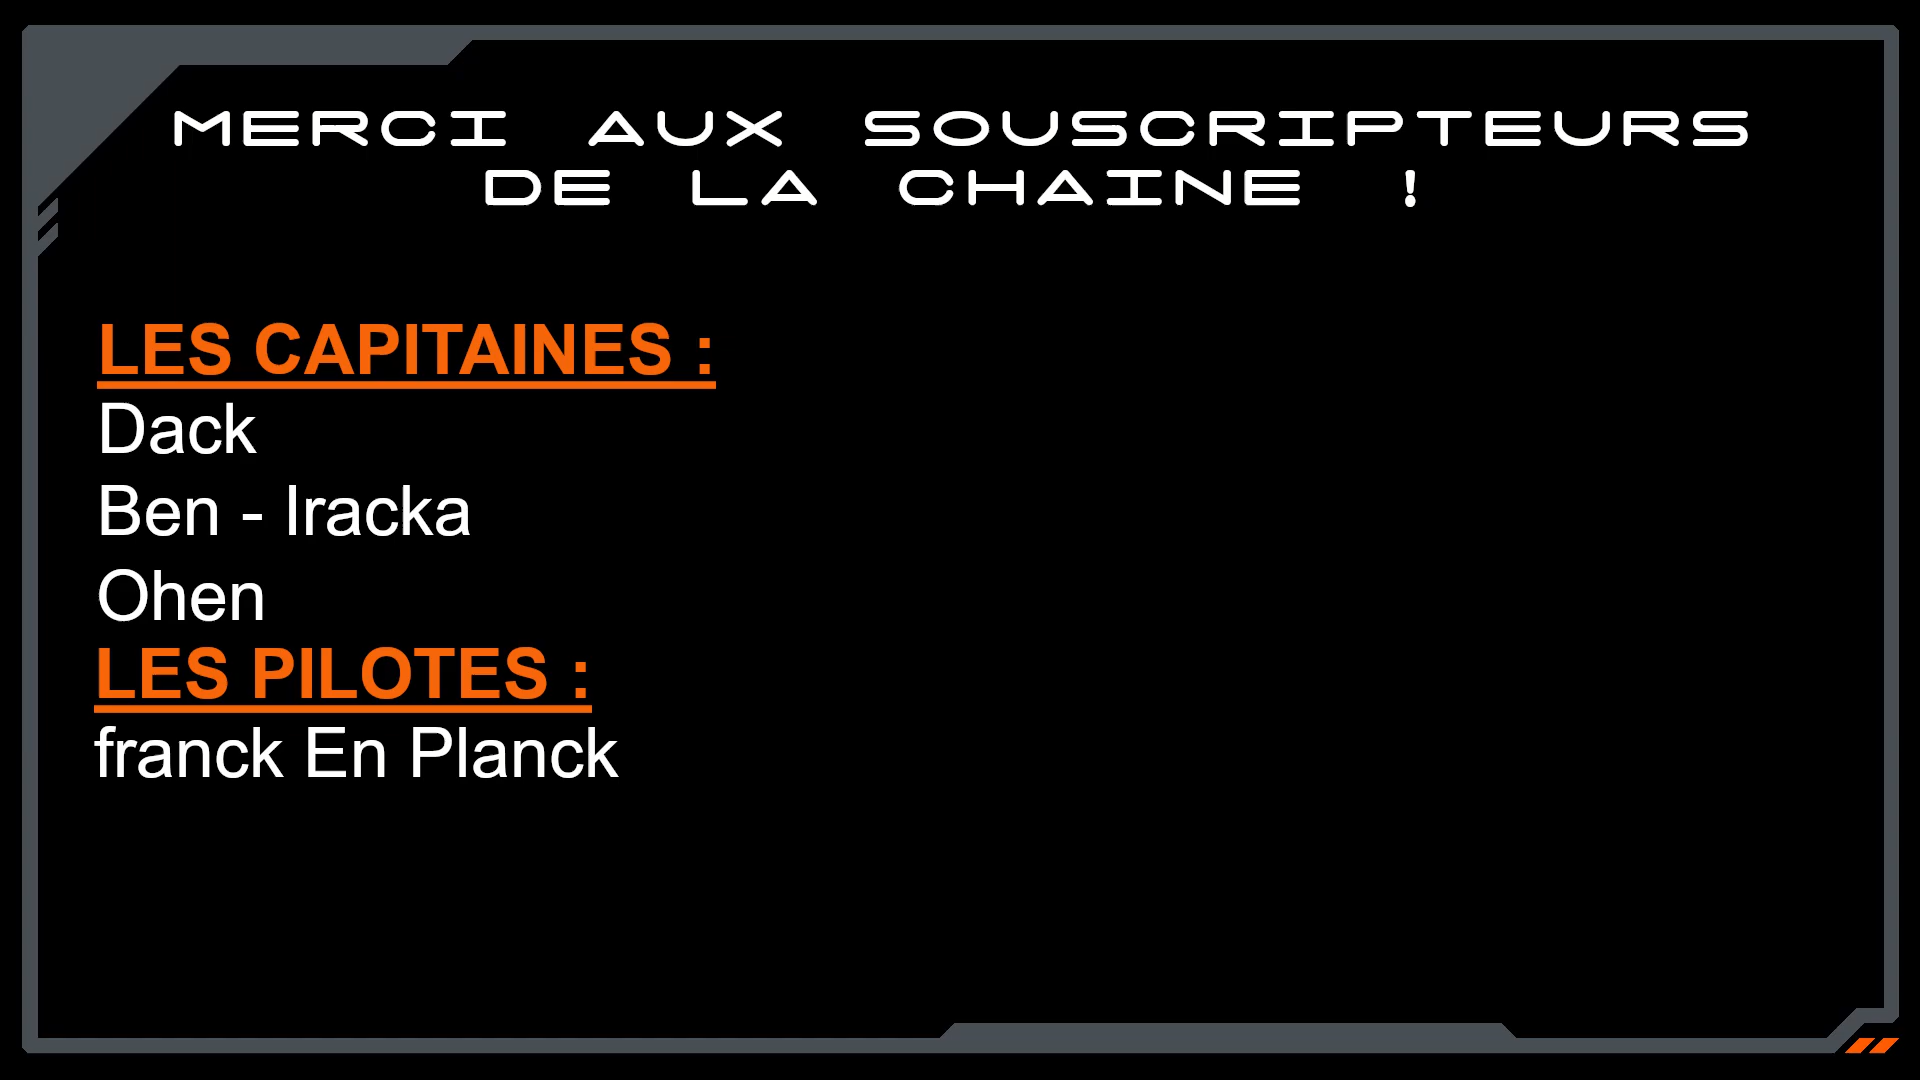 MERCI AUX SOUSCRIPTEURS
DE LA CHAINE !
LES CAPITAINES :
Dack
Ben - Iracka
Ohen
LES PILOTES :
franck En Planck